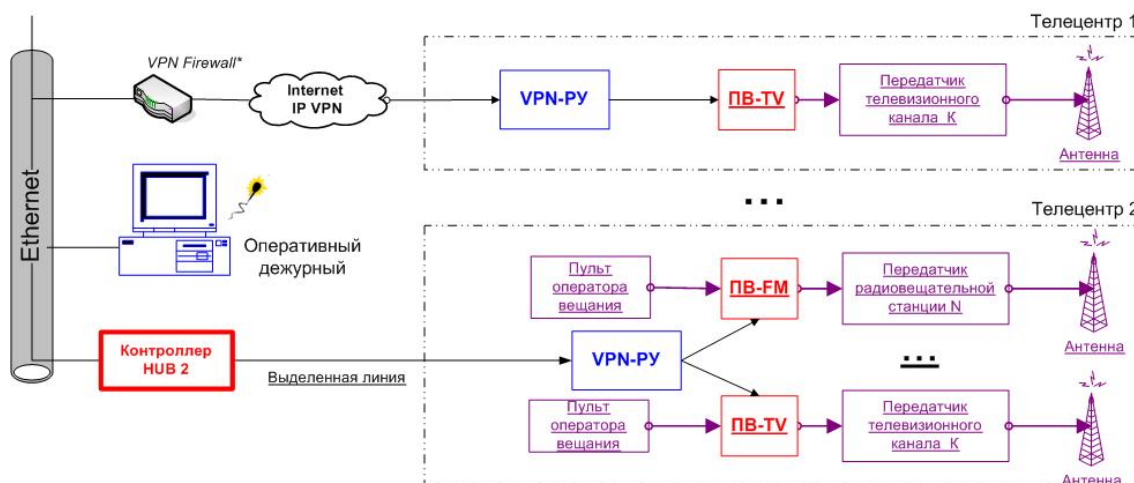 Телецентр 1
VPN Firewall*
Internet
IP VPN
VPN-РУ
ПВ-TV
Передатчик
телевизионного
канала К
Антенна
...
Ethernet
Оперативный
дежурный
Телецентр 2
Пульт
оператора
вещания
ПВ-FM
Передатчик
радиовещательной
станции N
Антенна
Контроллер
HUB 2
Выделенная линия
VPN-РУ
...
Пульт
оператора
вещания
ПВ-TV
Передатчик
телевизионного
канала К
Антенна